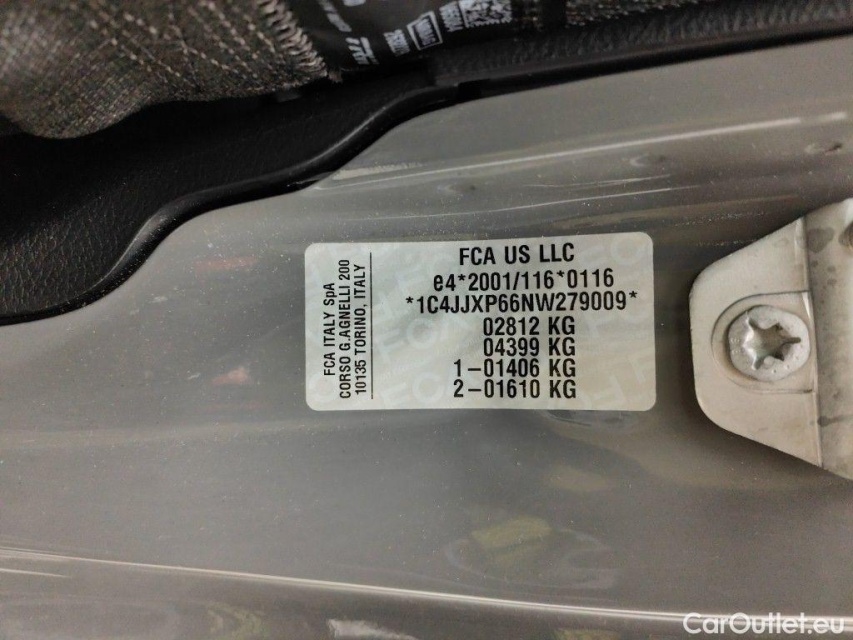 FCA US LLC
e4*2001/116*0116
*1C4JJXP66NW279009*
02812 KG
04399 KG
1-01406 KG
2-01610 KG
FCA ITALY SpA
CORSO G.AGNELLI 200
10135 TORINO, ITALY
CarOutlet.eu